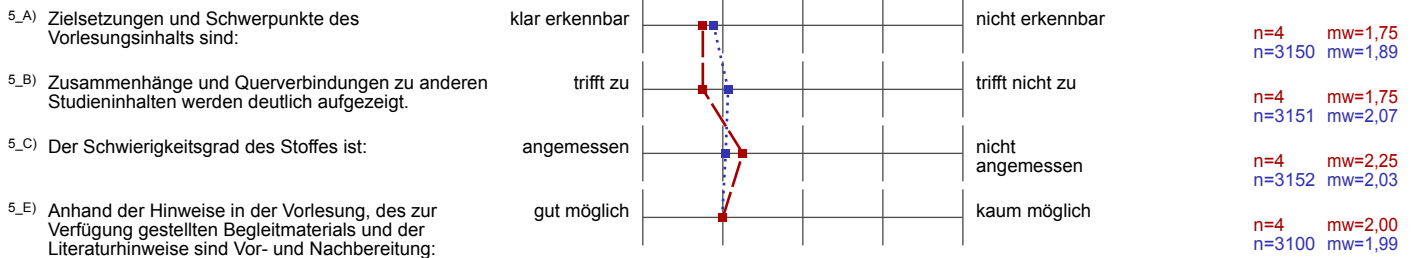 5_A) Zielsetzungen und Schwerpunkte des
Vorlesungsinhalts sind:
klar erkennbar
nicht erkennbar
n=4 mw=1,75
n=3150 mw=1,89
5_B) Zusammenhänge und Querverbindungen zu anderen
Studieninhalten werden deutlich aufgezeigt.
trifft zu
trifft nicht zu
n=4 mw=1,75
n=3151 mw=2,07
5_C) Der Schwierigkeitsgrad des Stoffes ist:
angemessen
nicht
angemessen
n=4 mw=2,25
n=3152 mw=2,03
5_E) Anhand der Hinweise in der Vorlesung, des zur
Verfügung gestellten Begleitmaterials und der
Literaturhinweise sind Vor- und Nachbereitung:
gut möglich
kaum möglich
n=4 mw=2,00
n=3100 mw=1,99